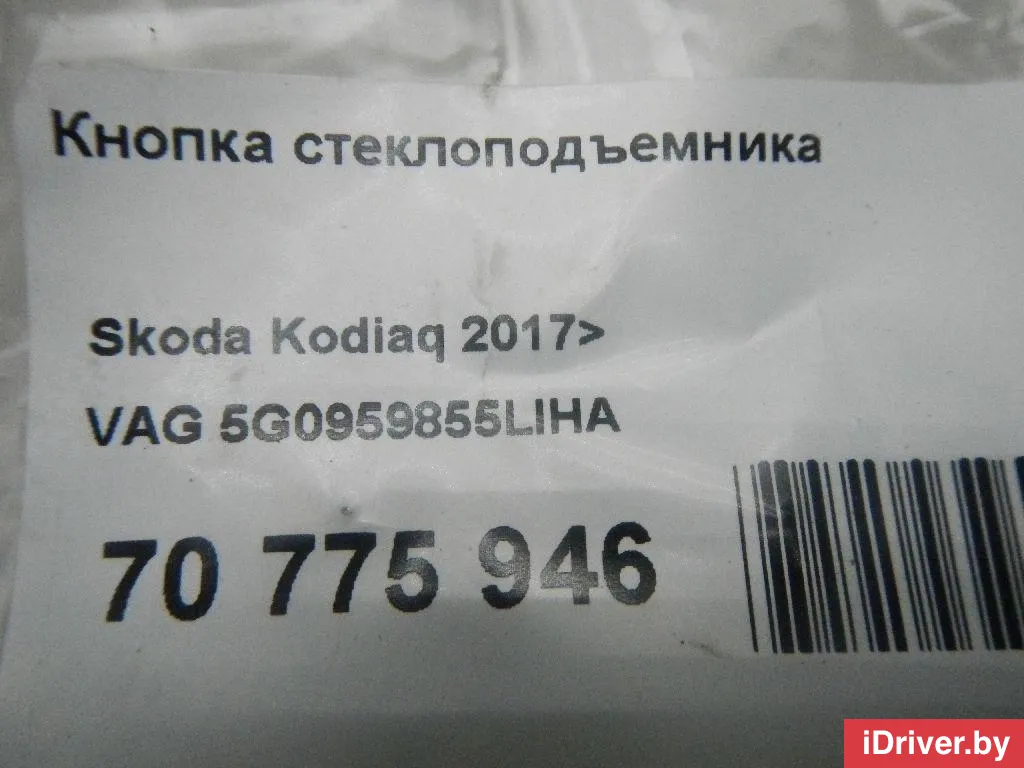 Кнопка стеклоподъемника
Skoda Kodiaq 2017>
VAG 5G0959855LIHA
70 775 946
iDriver.by